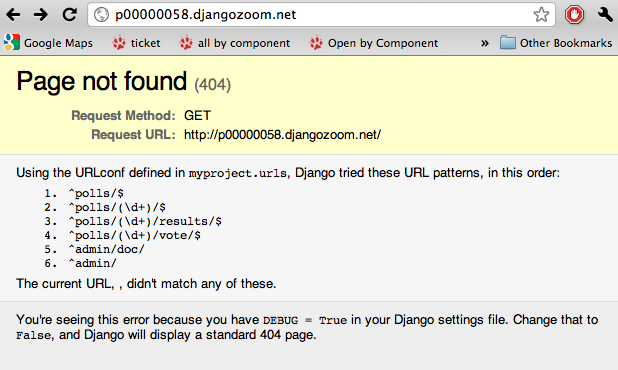 p00000058.djangozoom.net
Google Maps ticket all by component Open by Component » Other Bookmarks
Page not found (404)
Request Method: GET
Request URL: http://p00000058.djangozoom.net/
Using the URLconf defined in myproject.urls, Django tried these URL patterns, in this order:
1. ^polls/$
2. ^polls/(\d+)/$
3. ^polls/(\d+)/results/$
4. ^polls/(\d+)/vote/$
5. ^admin/doc/
6. ^admin/
The current URL, , didn't match any of these.
You're seeing this error because you have DEBUG = True in your Django settings file. Change that to
False, and Django will display a standard 404 page.